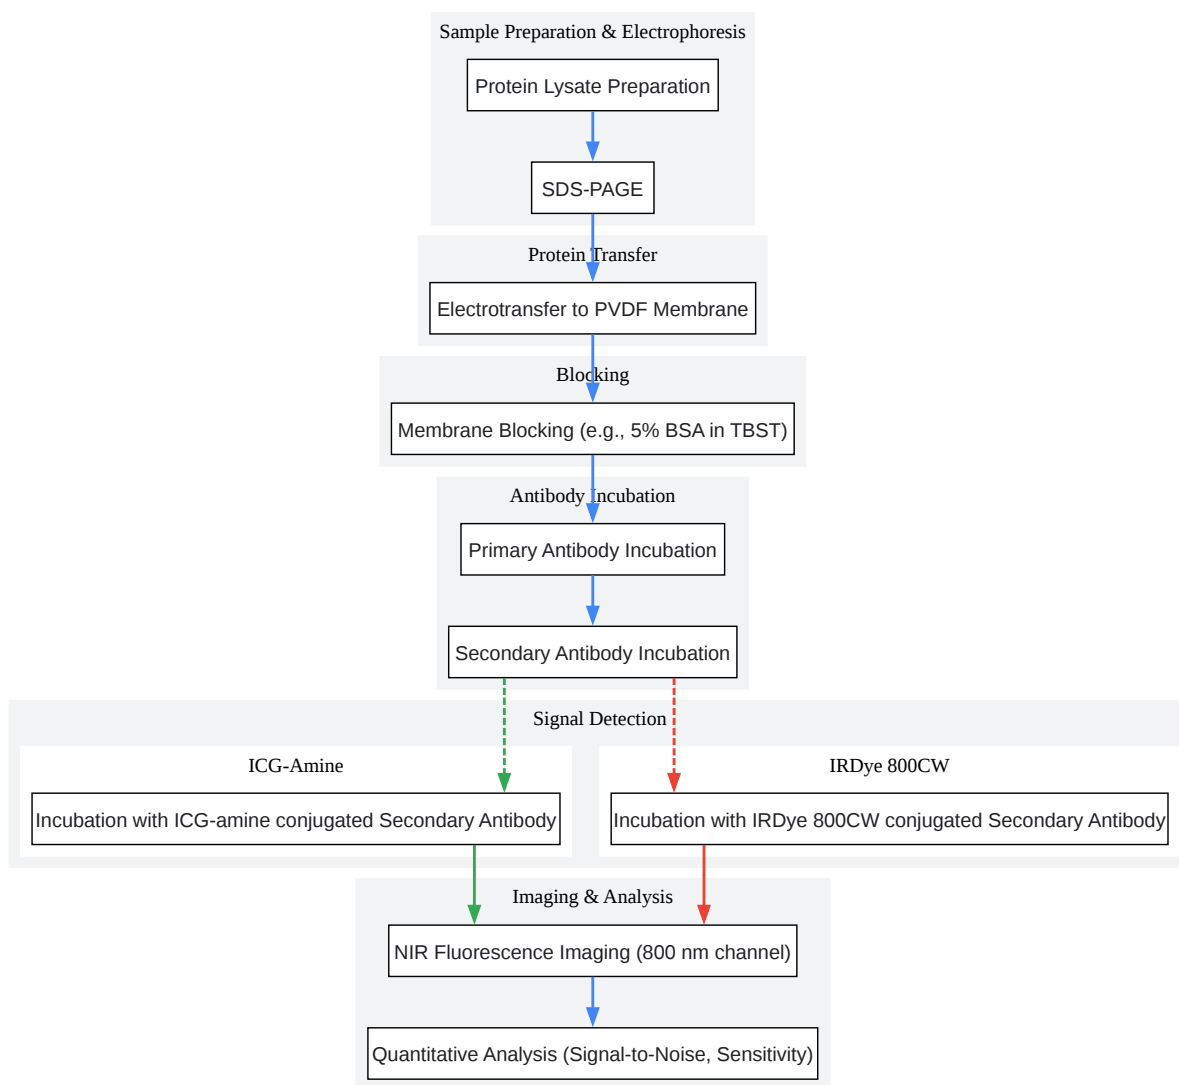 Sample Preparation & Electrophoresis
Protein Lysate Preparation
SDS-PAGE
Protein Transfer
Electrotransfer to PVDF Membrane
Blocking
Membrane Blocking (e.g., 5% BSA in TBST)
Antibody Incubation
Primary Antibody Incubation
Secondary Antibody Incubation
Signal Detection
ICG-Amine
Incubation with ICG-amine conjugated Secondary Antibody
IRDye 800CW
Incubation with IRDye 800CW conjugated Secondary Antibody
Imaging & Analysis
NIR Fluorescence Imaging (800 nm channel)
Quantitative Analysis (Signal-to-Noise, Sensitivity)